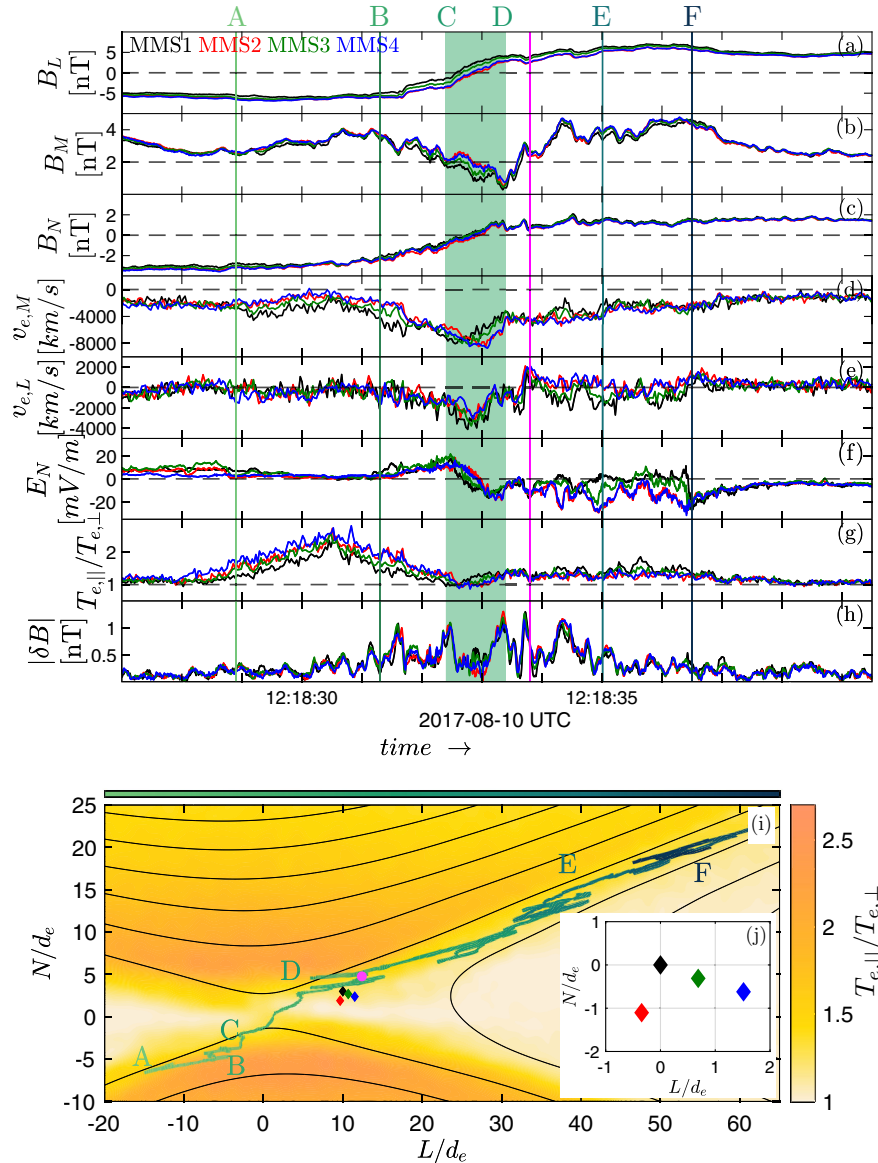 A B C D E F
MMS1 MMS2 MMS3 MMS4
(a)
B_L [nT]
5
0
-5
(b)
B_M [nT]
4
2
(c)
B_N [nT]
2
0
-2
(d)
v_{e,M} [km/s]
0
-4000
-8000
(e)
v_{e,L} [km/s]
2000
0
-2000
-4000
(f)
E_N [mV/m]
20
0
-20
(g)
T_{e,||}/T_{e,⊥}
2
1
(h)
|δB| [nT]
1
0.5
12:18:30 12:18:35
2017-08-10 UTC
time →
(i)
N/d_e
25
20
15
10
5
0
-5
-10
A
B
C
D
E
F
-20 -10 0 10 20 30 40 50 60
L/d_e
(j)
N/d_e
1
0
-1
-2
-1 0 1 2
L/d_e
2.5
2
1.5
1
T_{e,||}/T_{e,⊥}